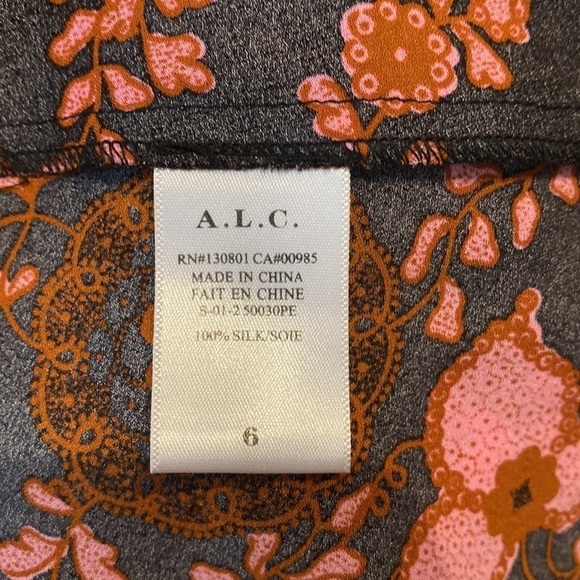 A.L.C.
RN#130801 CA#00985
MADE IN CHINA
FAIT EN CHINE
S-01-2 50030PE
100% SILK/SOIE
6